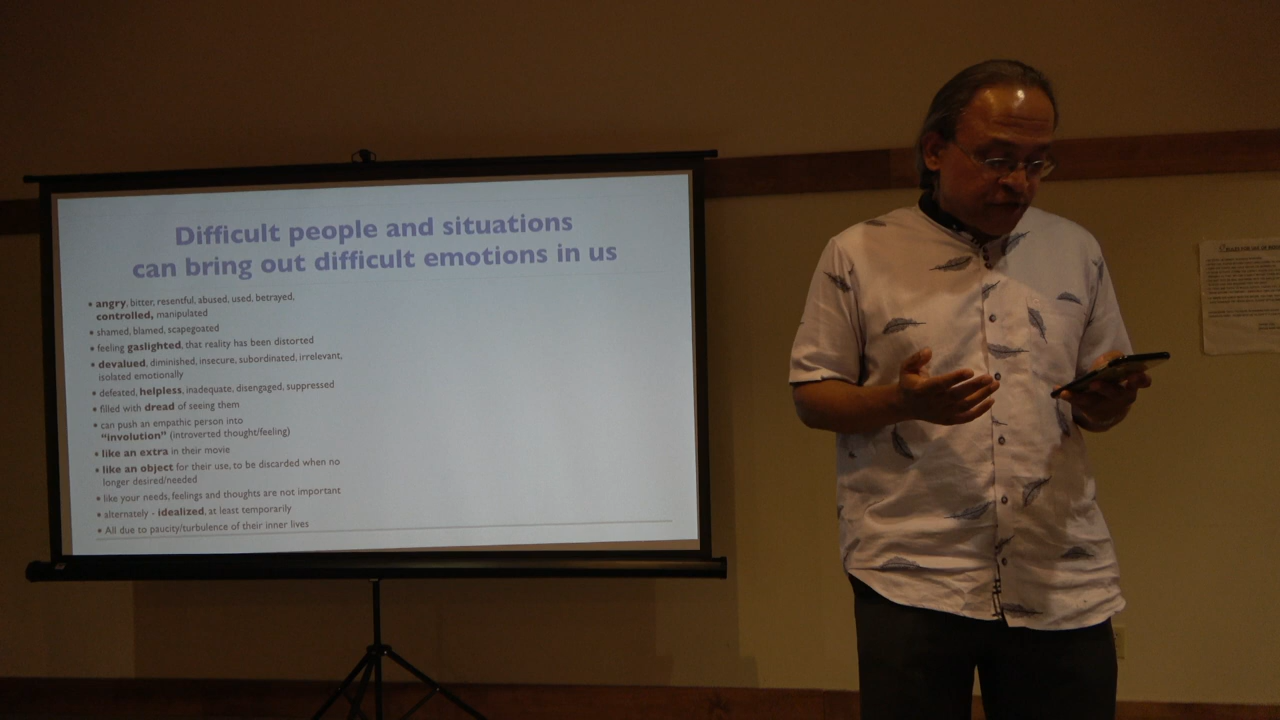 Difficult people and situations
can bring out difficult emotions in us
• angry, bitter, resentful, abused, used, betrayed,
controlled, manipulated
• shamed, blamed, scapegoated
• feeling gaslighted, that reality has been distorted
• devalued, diminished, insecure, subordinated, irrelevant,
isolated emotionally
• defeated, helpless, inadequate, disengaged, suppressed
• filled with dread of seeing them
• can push an empathic person into
“involution” (introverted thought/feeling)
• like an extra in their movie
• like an object for their use, to be discarded when no
longer desired/needed
• like your needs, feelings and thoughts are not important
• alternately - idealized, at least temporarily
• All due to paucity/turbulence of their inner lives